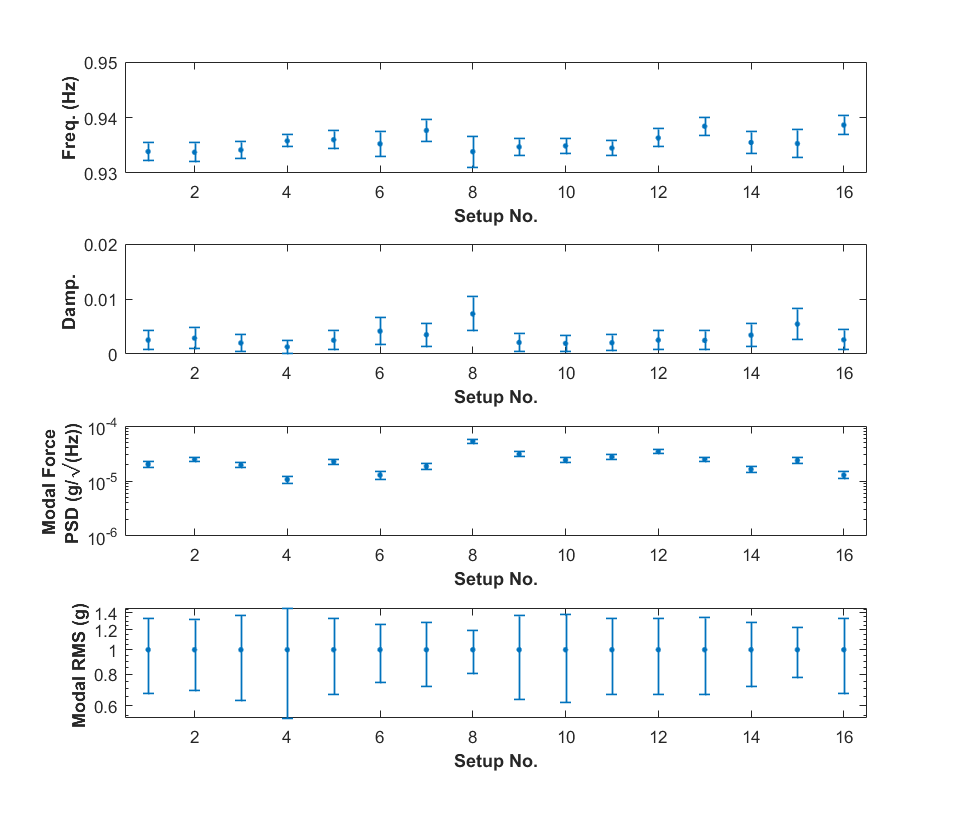 0.95
0.94
0.93
Freq. (Hz)
2 4 6 8 10 12 14 16
Setup No.
0.02
0.01
0
Damp.
2 4 6 8 10 12 14 16
Setup No.
10⁻⁴
10⁻⁵
10⁻⁶
Modal Force
PSD (g/√(Hz))
2 4 6 8 10 12 14 16
Setup No.
1.4
1.2
1
0.8
0.6
Modal RMS (g)
2 4 6 8 10 12 14 16
Setup No.